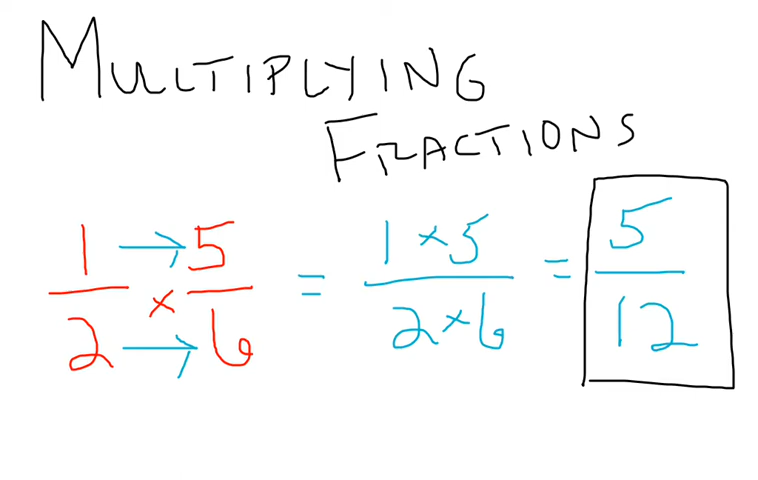 MULTIPLYING
FRACTIONS
1/2 × 5/6 = 1 × 5 / 2 × 6 = 5/12